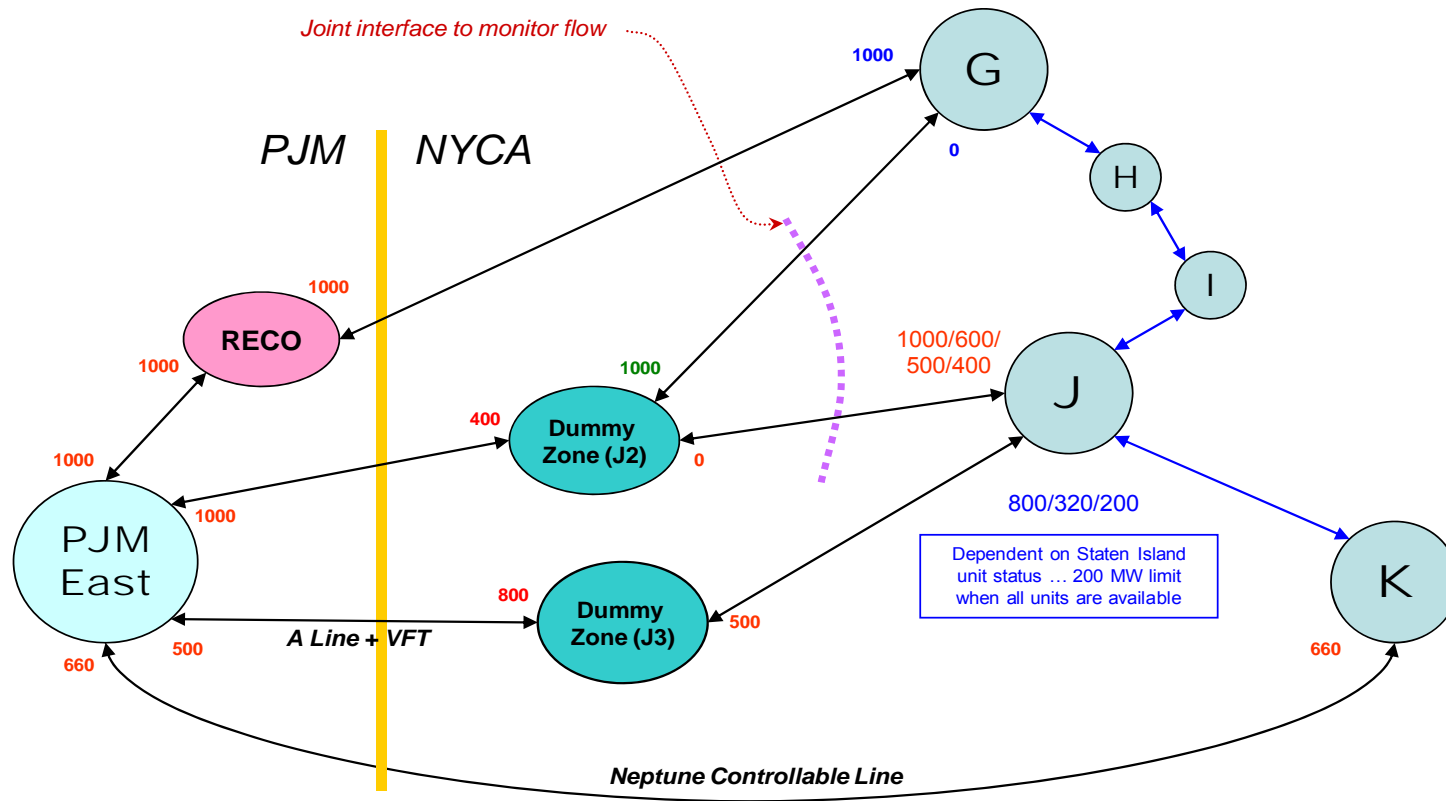 Joint interface to monitor flow
1000
G
PJM
NYCA
0
H
1000
I
RECO
1000
1000/600/
500/400
1000
J
400
Dummy
Zone (J2)
0
1000
1000
PJM
East
800/320/200
Dependent on Staten Island
unit status … 200 MW limit
when all units are available
K
800
Dummy
Zone (J3)
500
A Line + VFT
500
660
660
Neptune Controllable Line